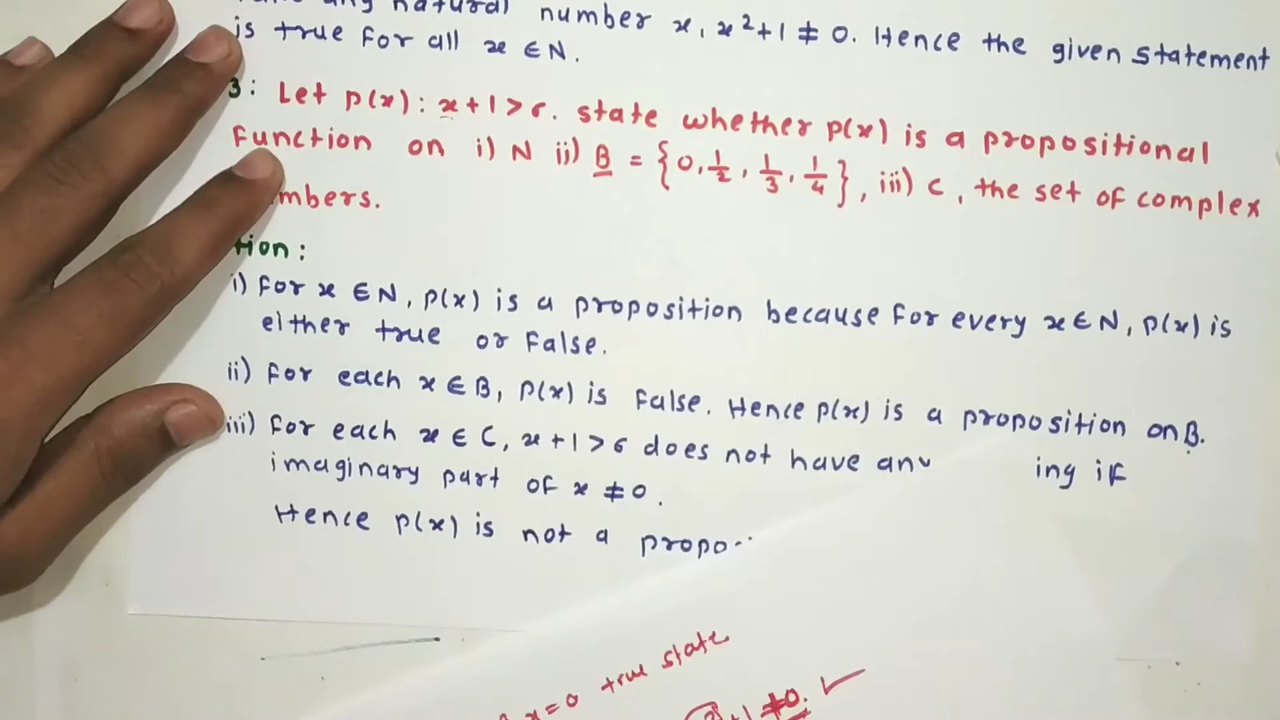 any natural number x, x²+1 ≠ 0. Hence the given statement
is true for all x ∈ N.
3: Let p(x): x+1>6. state whether p(x) is a propositional
function on i) N ii) B = {0, 1/2, 1/3, 1/4}, iii) C, the set of complex
mbers.
tion:
i) for x ∈ N, p(x) is a proposition because for every x ∈ N, p(x) is
either true or false.
ii) for each x ∈ B, p(x) is false. Hence p(x) is a proposition on B.
iii) for each x ∈ C, x+1>6 does not have any ing if
imaginary part of x ≠ 0.
Hence p(x) is not a propo
x=0 true state
+1 ≠0. ✓